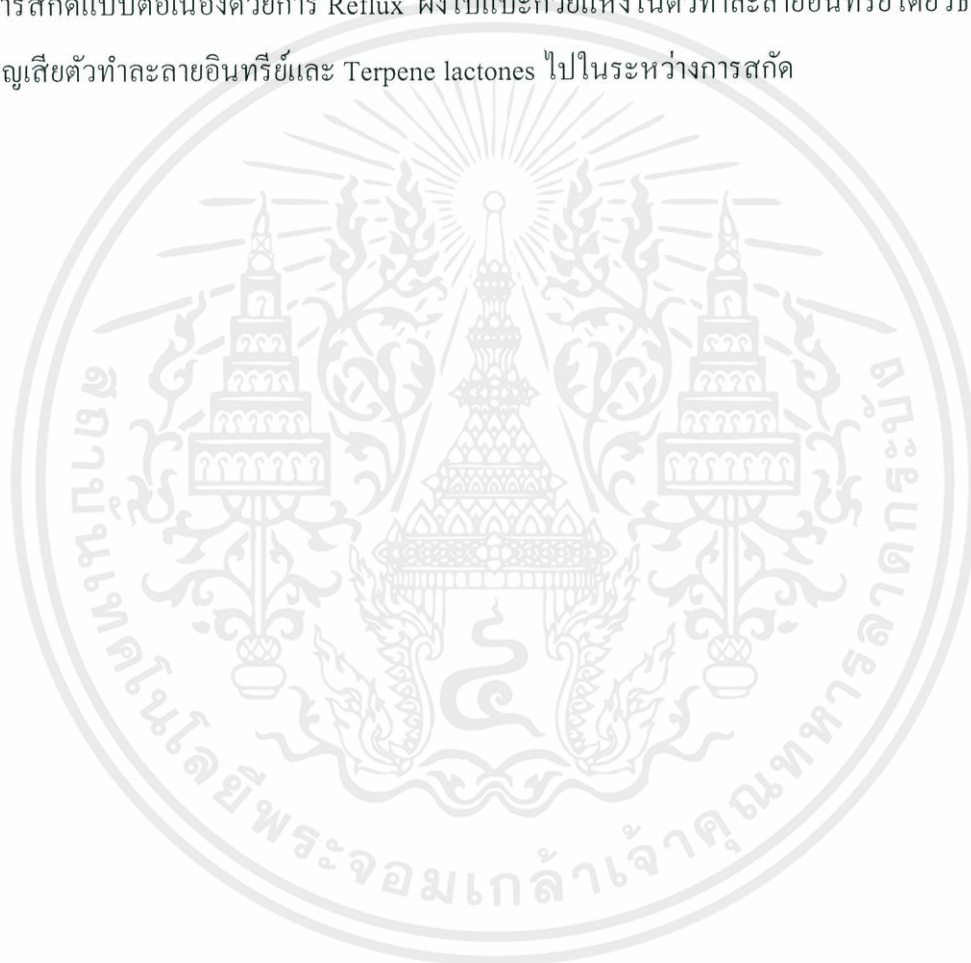 ารสกัดแบบต่อเนื่องด้วยการ Reflux ผงใบแปะก๊วยแห้งในตัวทำละลายอินทรีย์โดยวิธ
ญเสียตัวทำละลายอินทรีย์และ Terpene lactones ไปในระหว่างการสกัด
สถาบันเทคโนโลยีพระจอมเกล้าเจ้าคุณทหารลาดกระบัง